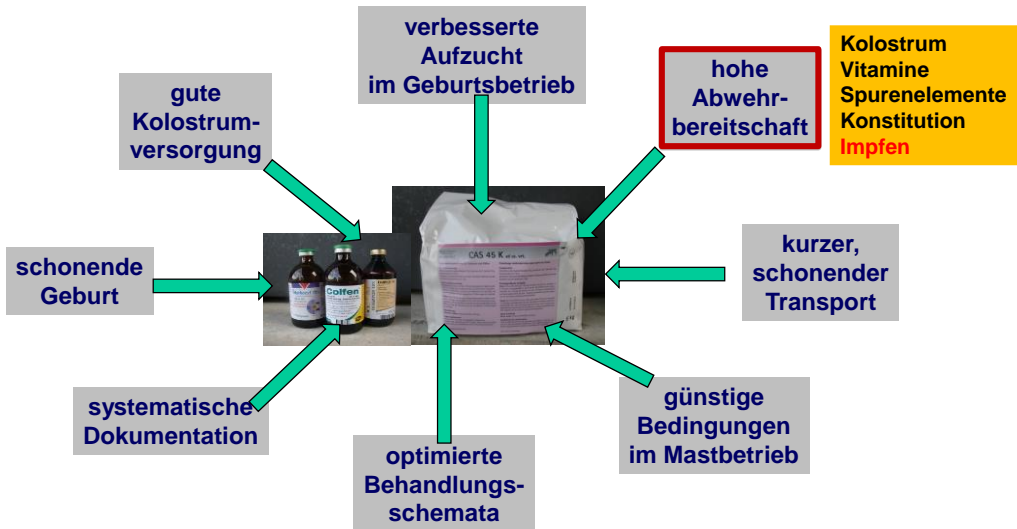 verbesserte
Aufzucht
im Geburtsbetrieb
hohe
Abwehr-
bereitschaft
Kolostrum
Vitamine
Spurenelemente
Konstitution
Impfen
gute
Kolostrum-
versorgung
schonende
Geburt
Colfen
CAS 45 K
kurzer,
schonender
Transport
systematische
Dokumentation
optimierte
Behandlungs-
schemata
günstige
Bedingungen
im Mastbetrieb